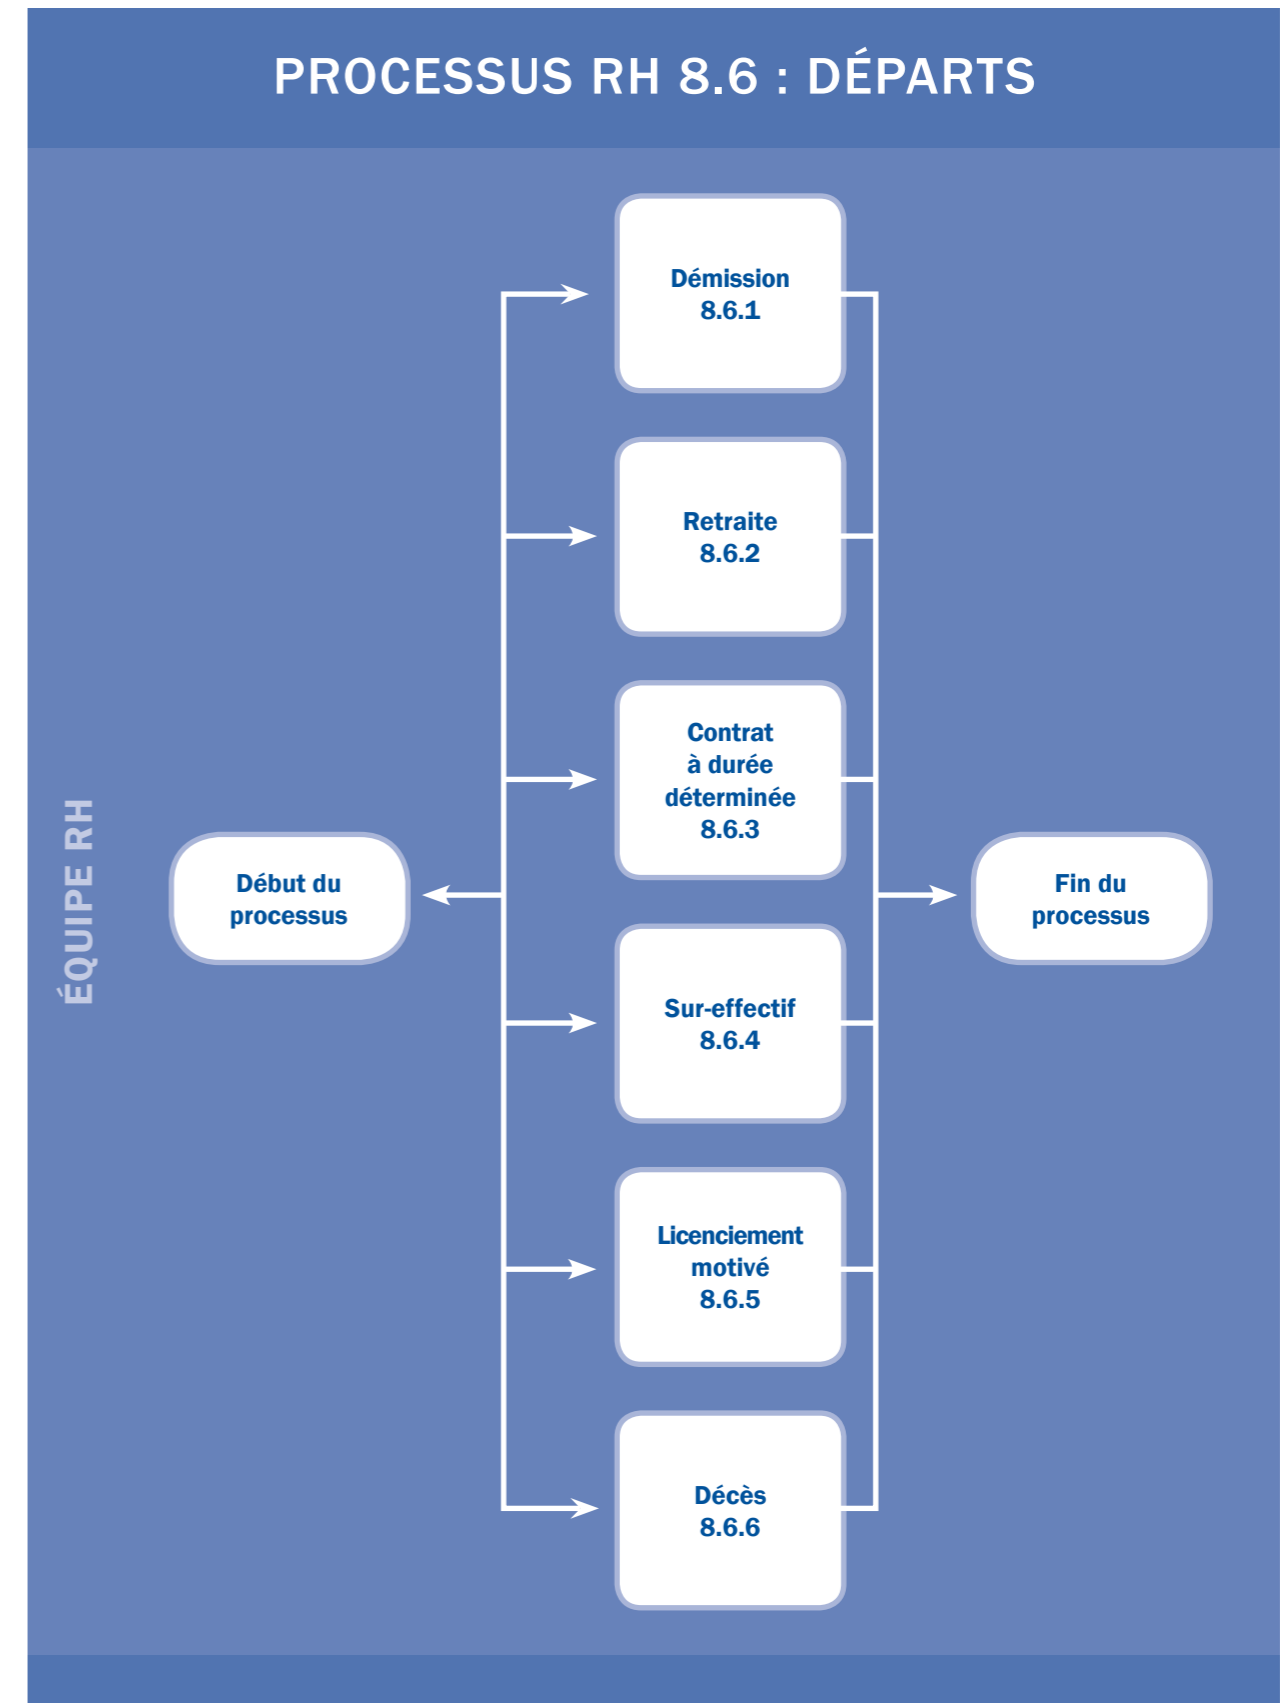 PROCESSUS RH 8.6 : DÉPARTS
ÉQUIPE RH
Début du
processus
Démission
8.6.1
Retraite
8.6.2
Contrat
à durée
déterminée
8.6.3
Sur-effectif
8.6.4
Licenciement
motivé
8.6.5
Décès
8.6.6
Fin du
processus